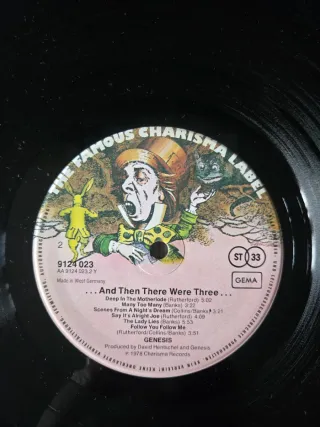 THE FAMOUS CHARISMA LABEL
2
9124 023
AA 9124 023.2 Y
Made in West Germany
ST 33
GEMA
. . . And Then There Were Three . . .
Deep In The Motherlode (Rutherford) 5:02
Many Too Many (Banks) 3:32
Scenes From A Night's Dream (Collins/Banks) 3:31
Say It's Alright Joe (Rutherford) 4:09
The Lady Lies (Banks) 5:53
Follow You Follow Me
(Rutherford/Collins/Banks) 3:51
GENESIS
Produced by David Hentschel and Genesis
℗ 1978 Charisma Records